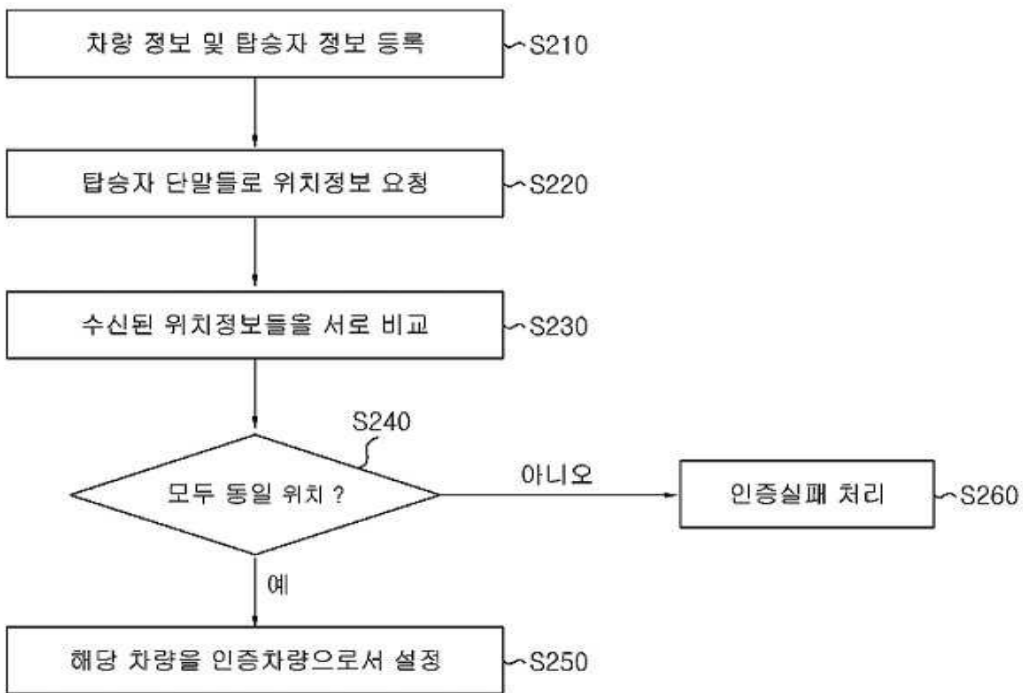 차량 정보 및 탑승자 정보 등록 S210
탑승자 단말들로 위치정보 요청 S220
수신된 위치정보들을 서로 비교 S230
S240
모두 동일 위치 ?
아니오
인증실패 처리 S260
예
해당 차량을 인증차량으로서 설정 S250